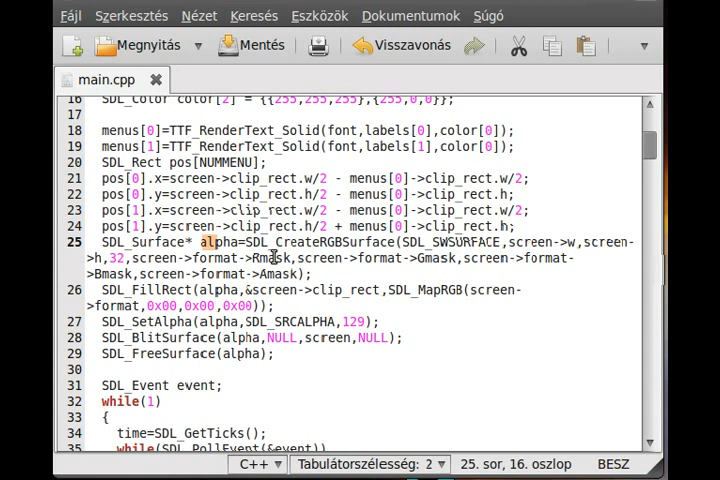 Fájl Szerkesztés Nézet Keresés Eszközök Dokumentumok Súgó
Megnyitás Mentés Visszavonás
main.cpp
16 SDL_Color color[2] = {{255,255,255},{255,0,0}};
17
18 menus[0]=TTF_RenderText_Solid(font,labels[0],color[0]);
19 menus[1]=TTF_RenderText_Solid(font,labels[1],color[0]);
20 SDL_Rect pos[NUMMENU];
21 pos[0].x=screen->clip_rect.w/2 - menus[0]->clip_rect.w/2;
22 pos[0].y=screen->clip_rect.h/2 - menus[0]->clip_rect.h;
23 pos[1].x=screen->clip_rect.w/2 - menus[0]->clip_rect.w/2;
24 pos[1].y=screen->clip_rect.h/2 + menus[0]->clip_rect.h;
25 SDL_Surface* alpha=SDL_CreateRGBSurface(SDL_SWSURFACE,screen->w,screen-
>h,32,screen->format->Rmask,screen->format->Gmask,screen->format-
>Bmask,screen->format->Amask);
26 SDL_FillRect(alpha,&screen->clip_rect,SDL_MapRGB(screen-
>format,0x00,0x00,0x00));
27 SDL_SetAlpha(alpha,SDL_SRCALPHA,129);
28 SDL_BlitSurface(alpha,NULL,screen,NULL);
29 SDL_FreeSurface(alpha);
30
31 SDL_Event event;
32 while(1)
33 {
34 time=SDL_GetTicks();
35 while(SDL_PollEvent(&event))
C++ Tabulátorszélesség: 2 25. sor, 16. oszlop BESZ